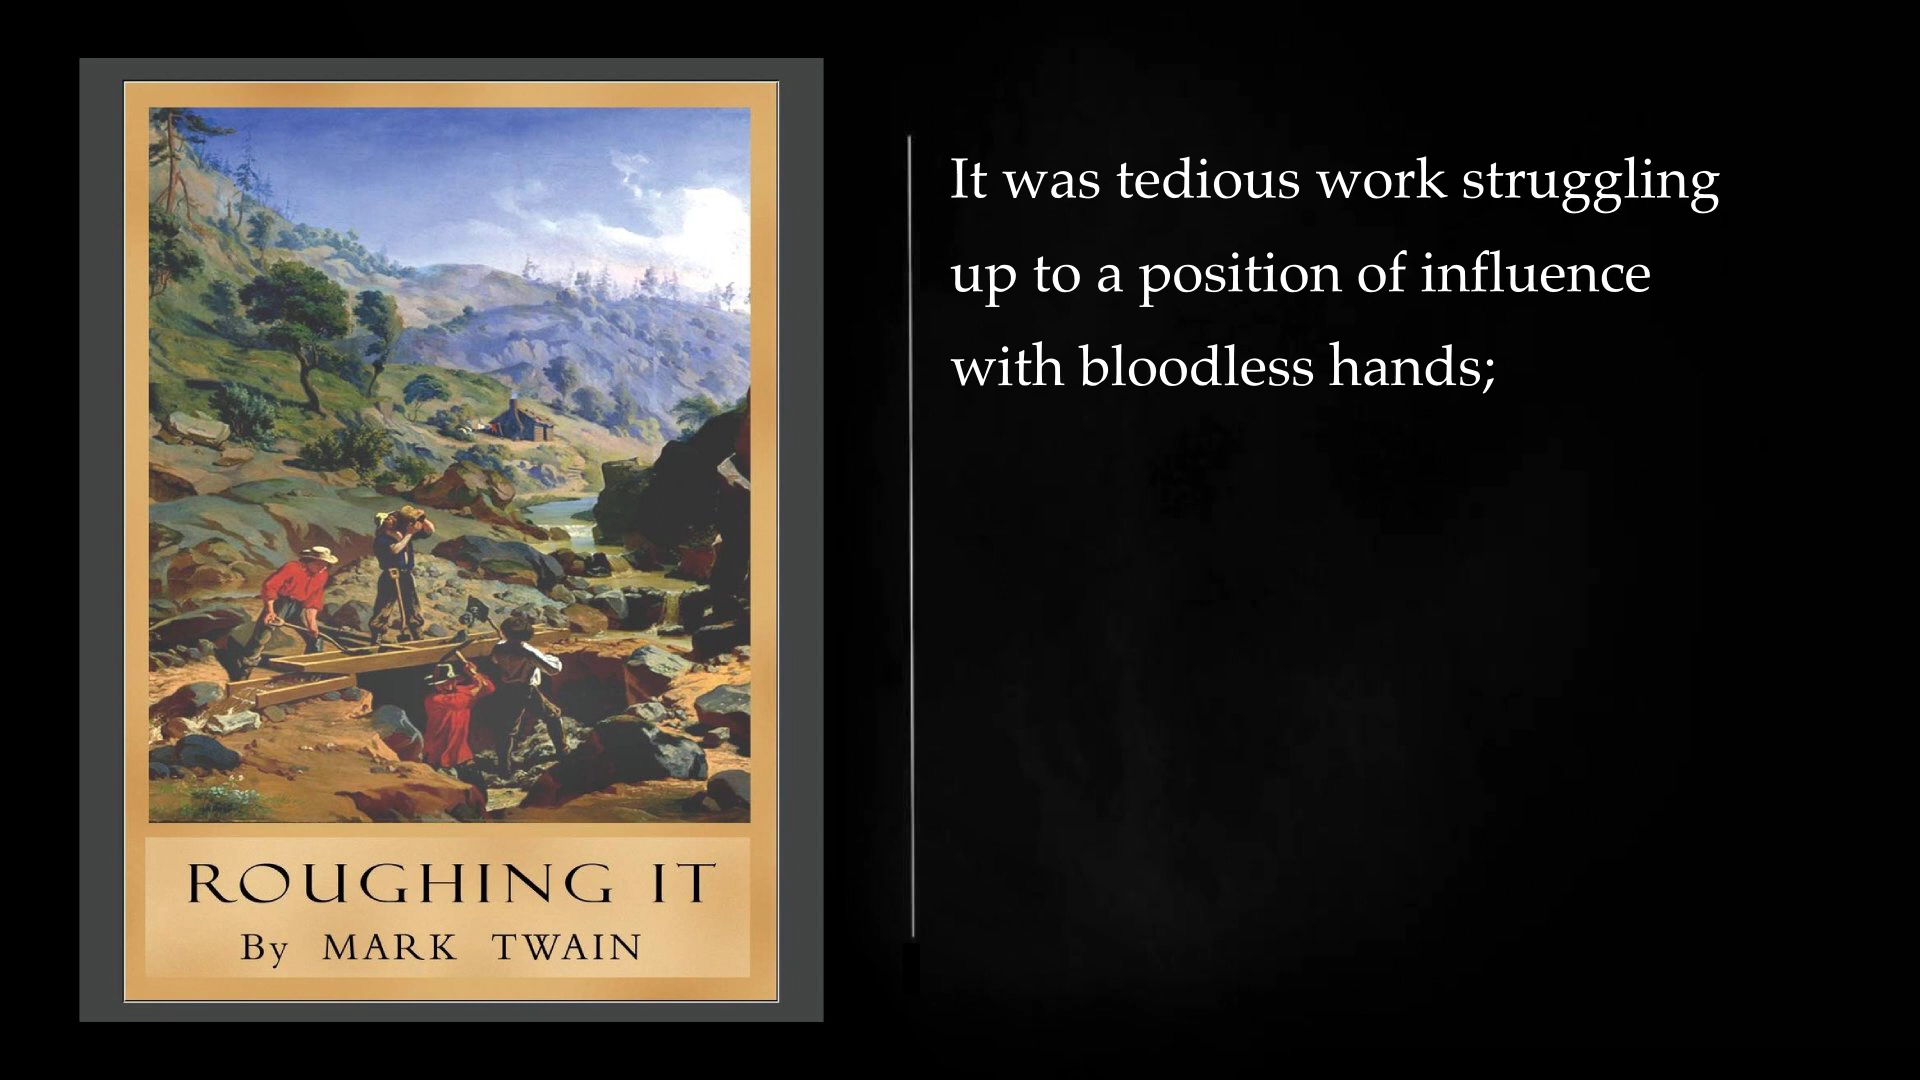 ROUGHING IT
By MARK TWAIN
It was tedious work struggling
up to a position of influence
with bloodless hands;